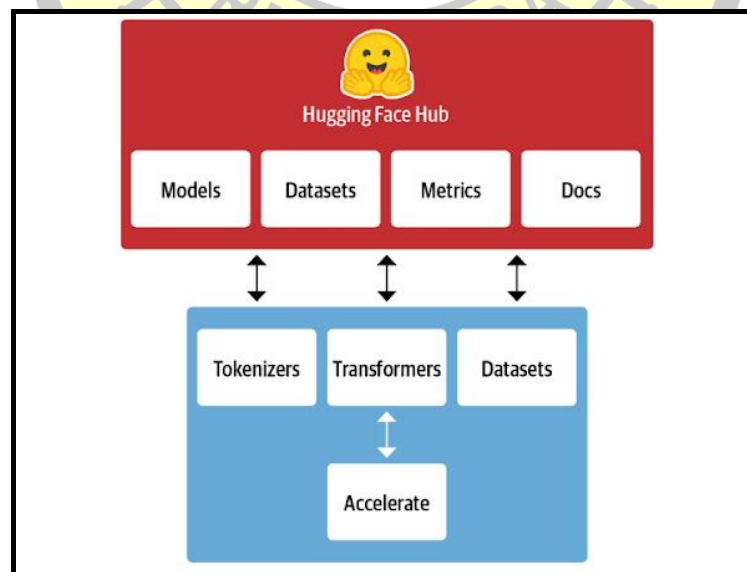 Hugging Face Hub
Models Datasets Metrics Docs
Tokenizers Transformers Datasets
Accelerate